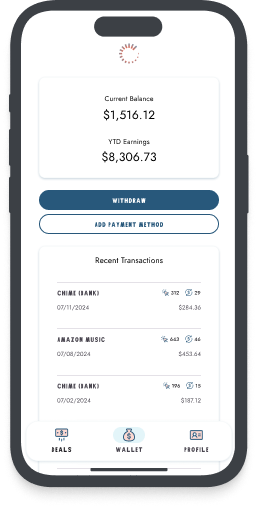 Current Balance
$1,516.12
YTD Earnings
$8,306.73
WITHDRAW
ADD PAYMENT METHOD
Recent Transactions
CHIME (BANK) 312 29
07/11/2024 $284.36
AMAZON MUSIC 643 46
07/08/2024 $453.64
CHIME (BANK) 196 15
07/02/2024 $187.12
DEALS WALLET PROFILE